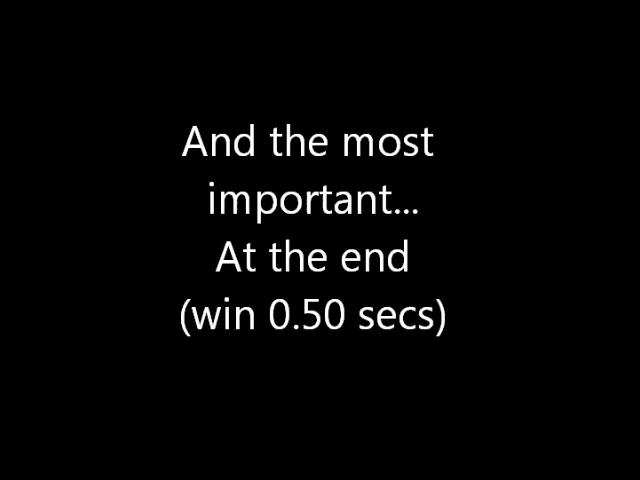 And the most
important...
At the end
(win 0.50 secs)